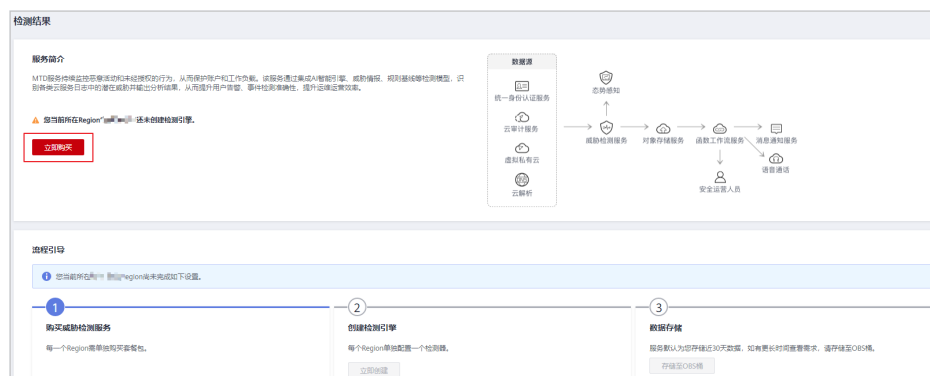 检测结果
服务简介
MTD服务持续监控恶意活动和未经授权的行为，从而保护账户和工作负载。该服务通过集成AI智能引擎、威胁情报、规则基线等检测模型，识
别各类云服务日志中的潜在威胁并输出分析结果，从而提升用户告警、事件检测准确性，提升运维运营效率。
您当前所在Region“ 还未创建检测引擎。
立即购买
数据源
统一身份认证服务
云审计服务
虚拟私有云
云解析
态势感知
威胁检测服务
对象存储服务
函数工作流服务
消息通知服务
语音通话
安全运营人员
流程引导
您当前所在 region尚未完成如下设置。
1
购买威胁检测服务
每一个Region需单独购买套餐包。
2
创建检测引擎
每个Region单独配置一个检测器。
立即创建
3
数据存储
服务默认为您存储近30天数据，如有更长时间查看需求，请存储至OBS桶。
存储至OBS桶